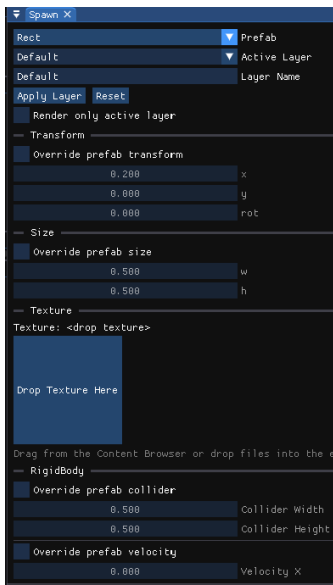 Spawn X
Rect Prefab
Default Active Layer
Default Layer Name
Apply Layer Reset
Render only active layer
Transform
Override prefab transform
0.200 x
0.000 y
0.000 rot
Size
Override prefab size
0.500 w
0.500 h
Texture
Texture: <drop texture>
Drop Texture Here
Drag from the Content Browser or drop files into the e
RigidBody
Override prefab collider
0.500 Collider Width
0.500 Collider Height
Override prefab velocity
0.000 Velocity X